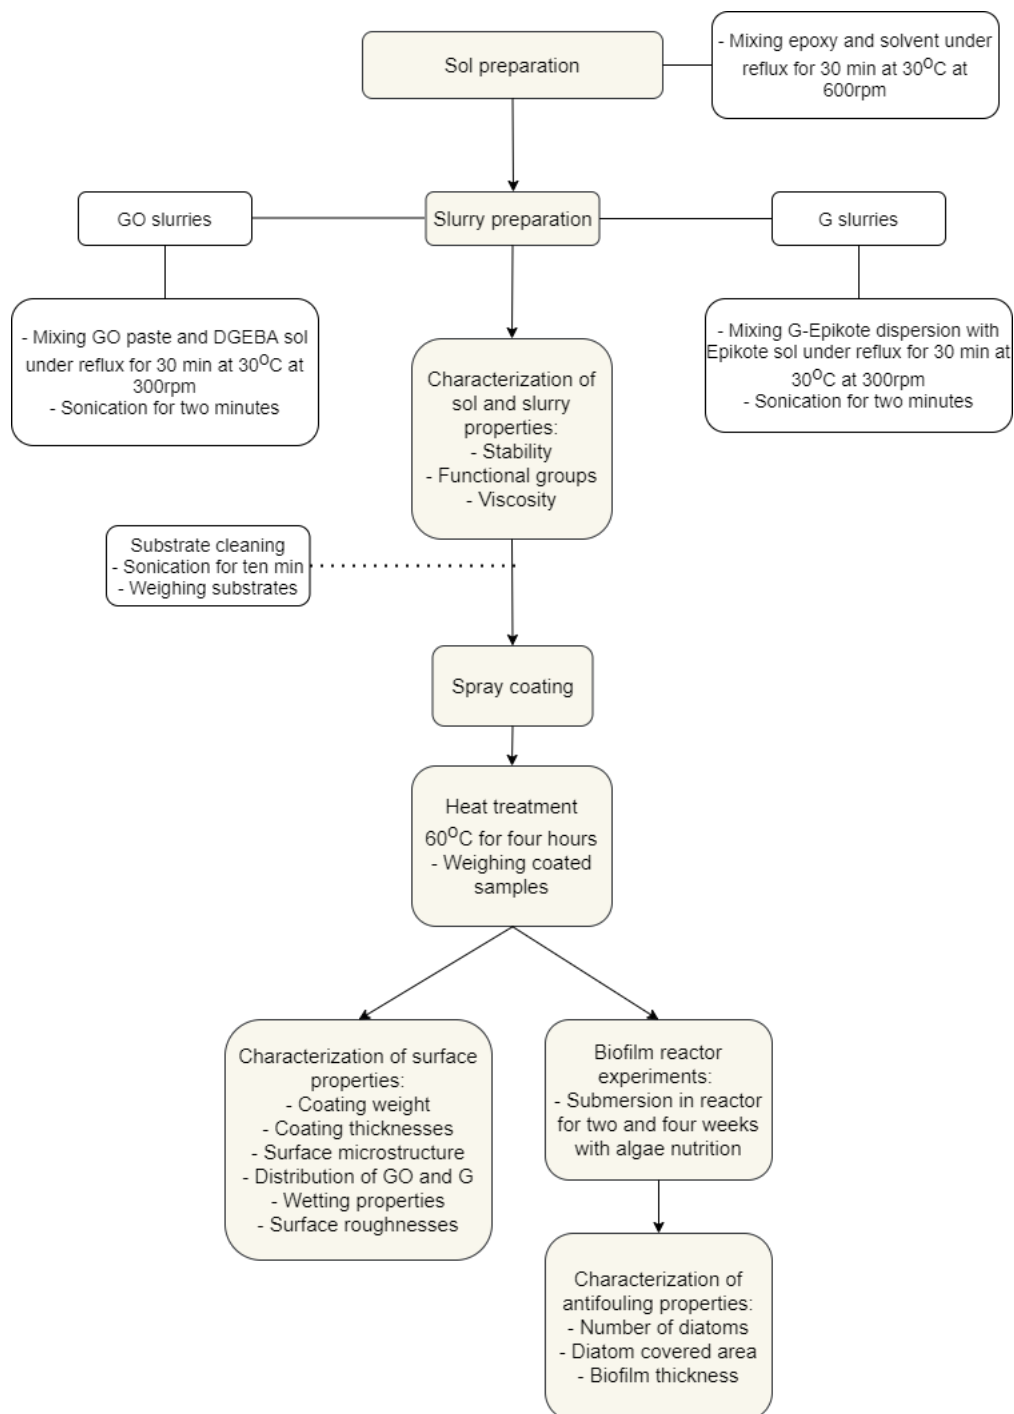 Sol preparation
- Mixing epoxy and solvent under
reflux for 30 min at 30⁰C at
600rpm
GO slurries
Slurry preparation
G slurries
- Mixing GO paste and DGEBA sol
under reflux for 30 min at 30⁰C at
300rpm
- Sonication for two minutes
- Mixing G-Epikote dispersion with
Epikote sol under reflux for 30 min at
30⁰C at 300rpm
- Sonication for two minutes
Characterization of
sol and slurry
properties:
- Stability
- Functional groups
- Viscosity
Substrate cleaning
- Sonication for ten min
- Weighing substrates
Spray coating
Heat treatment
60⁰C for four hours
- Weighing coated
samples
Characterization of surface
properties:
- Coating weight
- Coating thicknesses
- Surface microstructure
- Distribution of GO and G
- Wetting properties
- Surface roughnesses
Biofilm reactor
experiments:
- Submersion in reactor
for two and four weeks
with algae nutrition
Characterization of
antifouling properties:
- Number of diatoms
- Diatom covered area
- Biofilm thickness